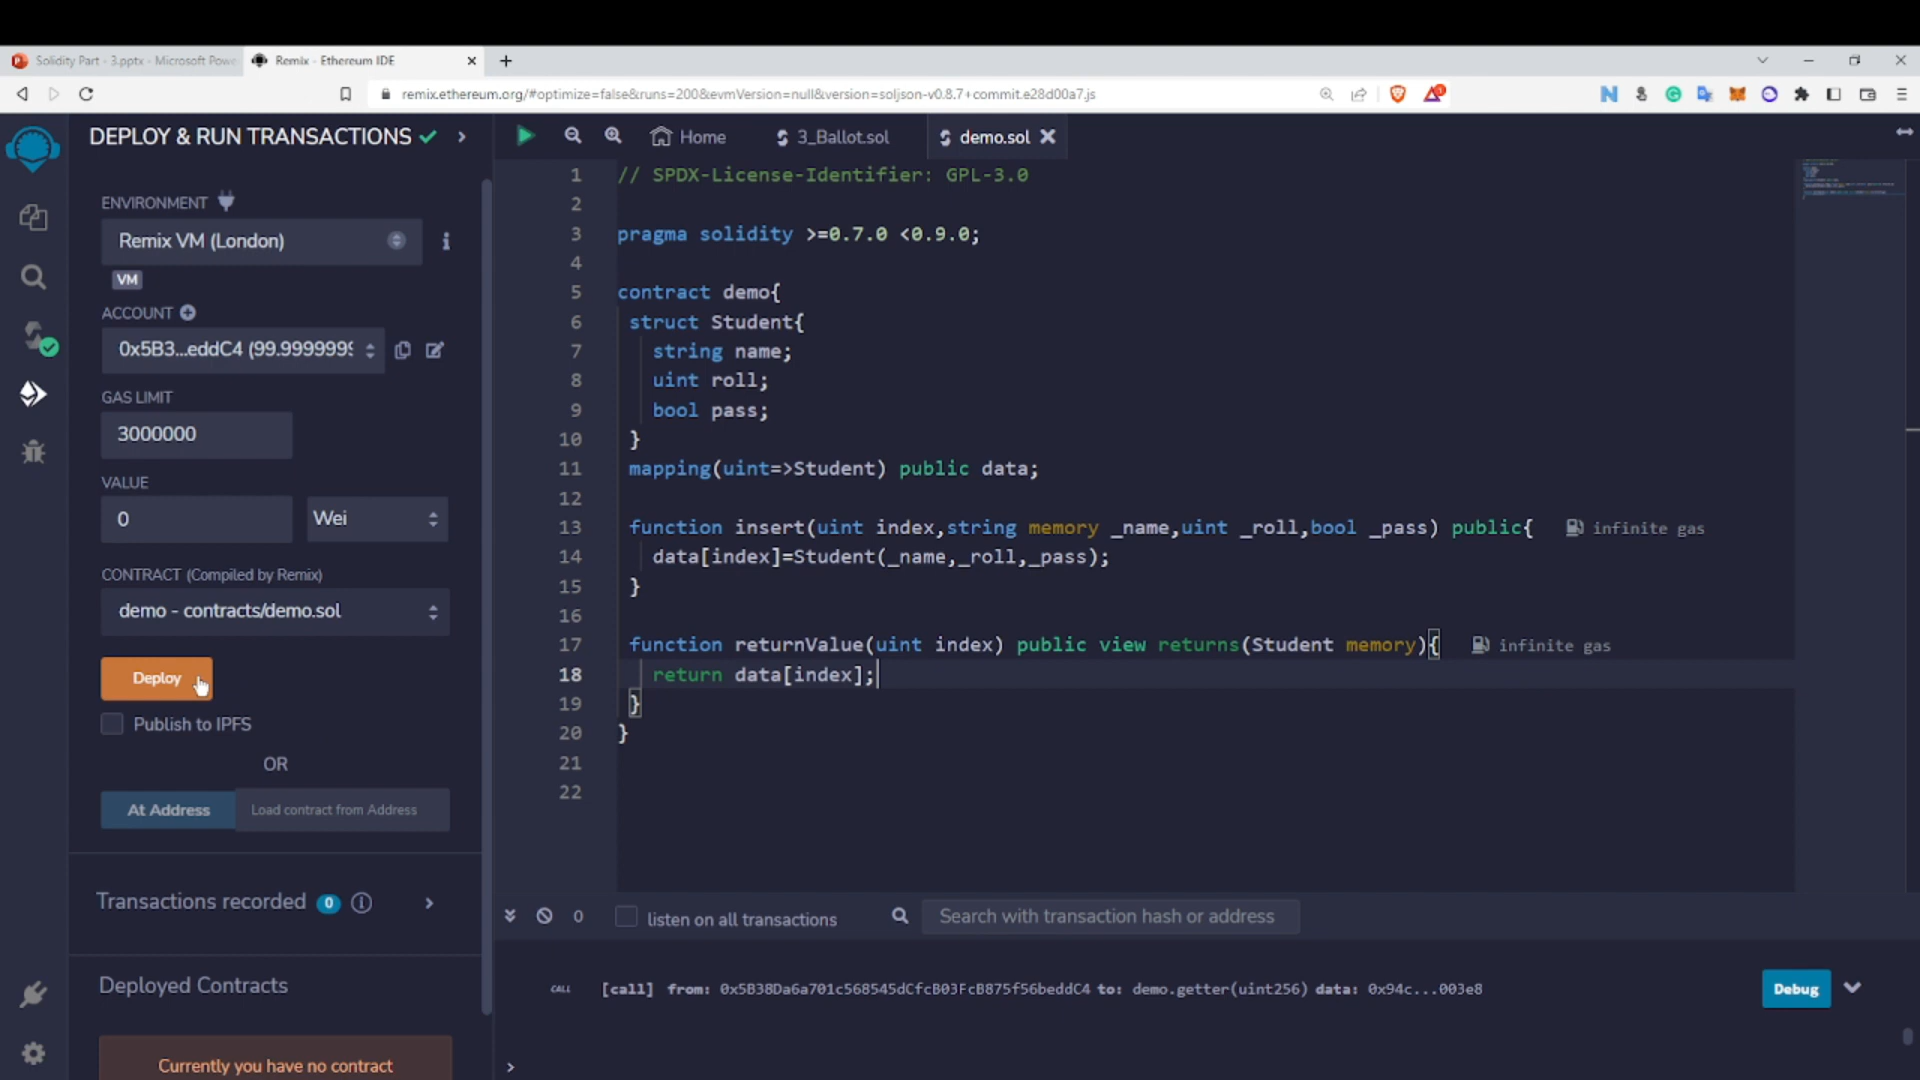 Solidity Part - 3.pptx - Microsoft Powe
Remix - Ethereum IDE
remix.ethereum.org/#optimize=false&runs=200&evmVersion=null&version=soljson-v0.8.7+commit.e28d00a7.js
DEPLOY & RUN TRANSACTIONS
ENVIRONMENT
Remix VM (London)
VM
ACCOUNT
0x5B3...eddC4 (99.9999999
GAS LIMIT
3000000
VALUE
0
Wei
CONTRACT (Compiled by Remix)
demo - contracts/demo.sol
Deploy
Publish to IPFS
OR
At Address
Load contract from Address
Transactions recorded 0
Deployed Contracts
Currently you have no contract
Home
3_Ballot.sol
demo.sol
1 // SPDX-License-Identifier: GPL-3.0
2
3 pragma solidity >=0.7.0 <0.9.0;
4
5 contract demo{
6 struct Student{
7 string name;
8 uint roll;
9 bool pass;
10 }
11 mapping(uint=>Student) public data;
12
13 function insert(uint index,string memory _name,uint _roll,bool _pass) public{ infinite gas
14 data[index]=Student(_name,_roll,_pass);
15 }
16
17 function returnValue(uint index) public view returns(Student memory){ infinite gas
18 return data[index];
19 }
20 }
21
22
0
listen on all transactions
Search with transaction hash or address
CALL [call] from: 0x5B38Da6a701c568545dCfcB03FcB875f56beddC4 to: demo.getter(uint256) data: 0x94c...003e8
Debug
>